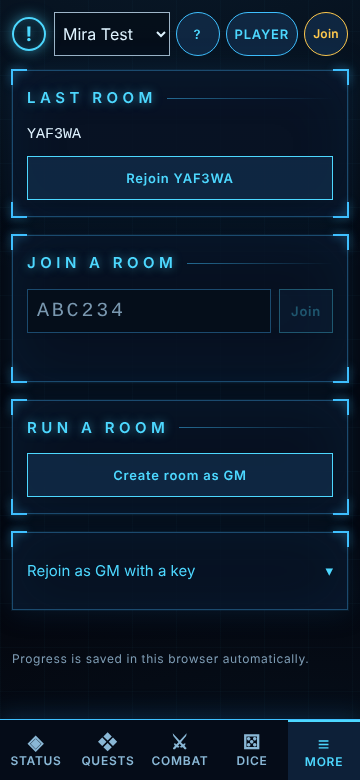 !
Mira Test
?
PLAYER
Join
LAST ROOM
YAF3WA
Rejoin YAF3WA
JOIN A ROOM
ABC234
Join
RUN A ROOM
Create room as GM
Rejoin as GM with a key
Progress is saved in this browser automatically.
STATUS
QUESTS
COMBAT
DICE
MORE